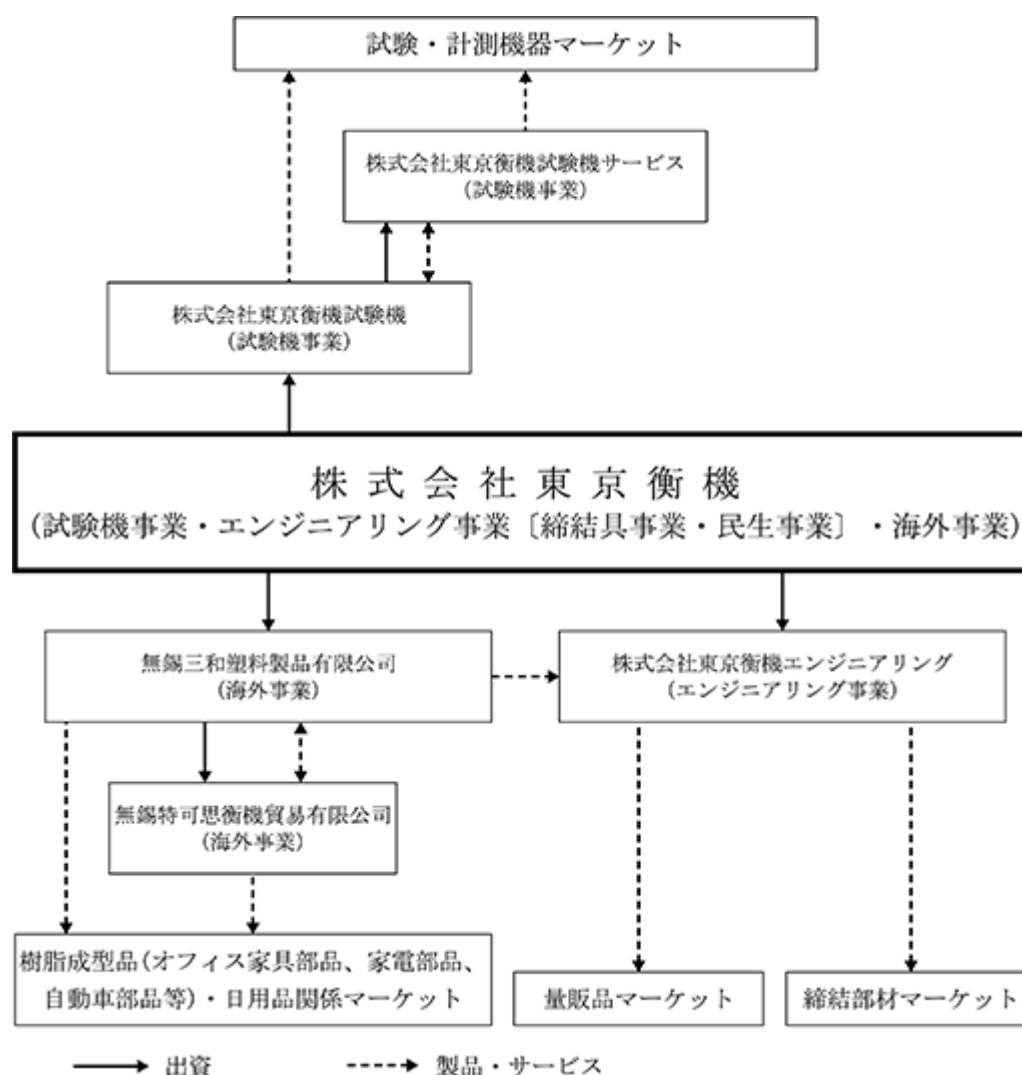 試験・計測機器マーケット
株式会社東京衡機試験機サービス
(試験機事業)
株式会社東京衡機試験機
(試験機事業)
株式会社東京衡機
(試験機事業・エンジニアリング事業〔締結具事業・民生事業〕・海外事業)
無錫三和塑料製品有限公司
(海外事業)
株式会社東京衡機エンジニアリング
(エンジニアリング事業)
無錫特可思衡機貿易有限公司
(海外事業)
樹脂成型品(オフィス家具部品、家電部品、
自動車部品等)・日用品関係マーケット
量販品マーケット
締結部材マーケット
出資
製品・サービス